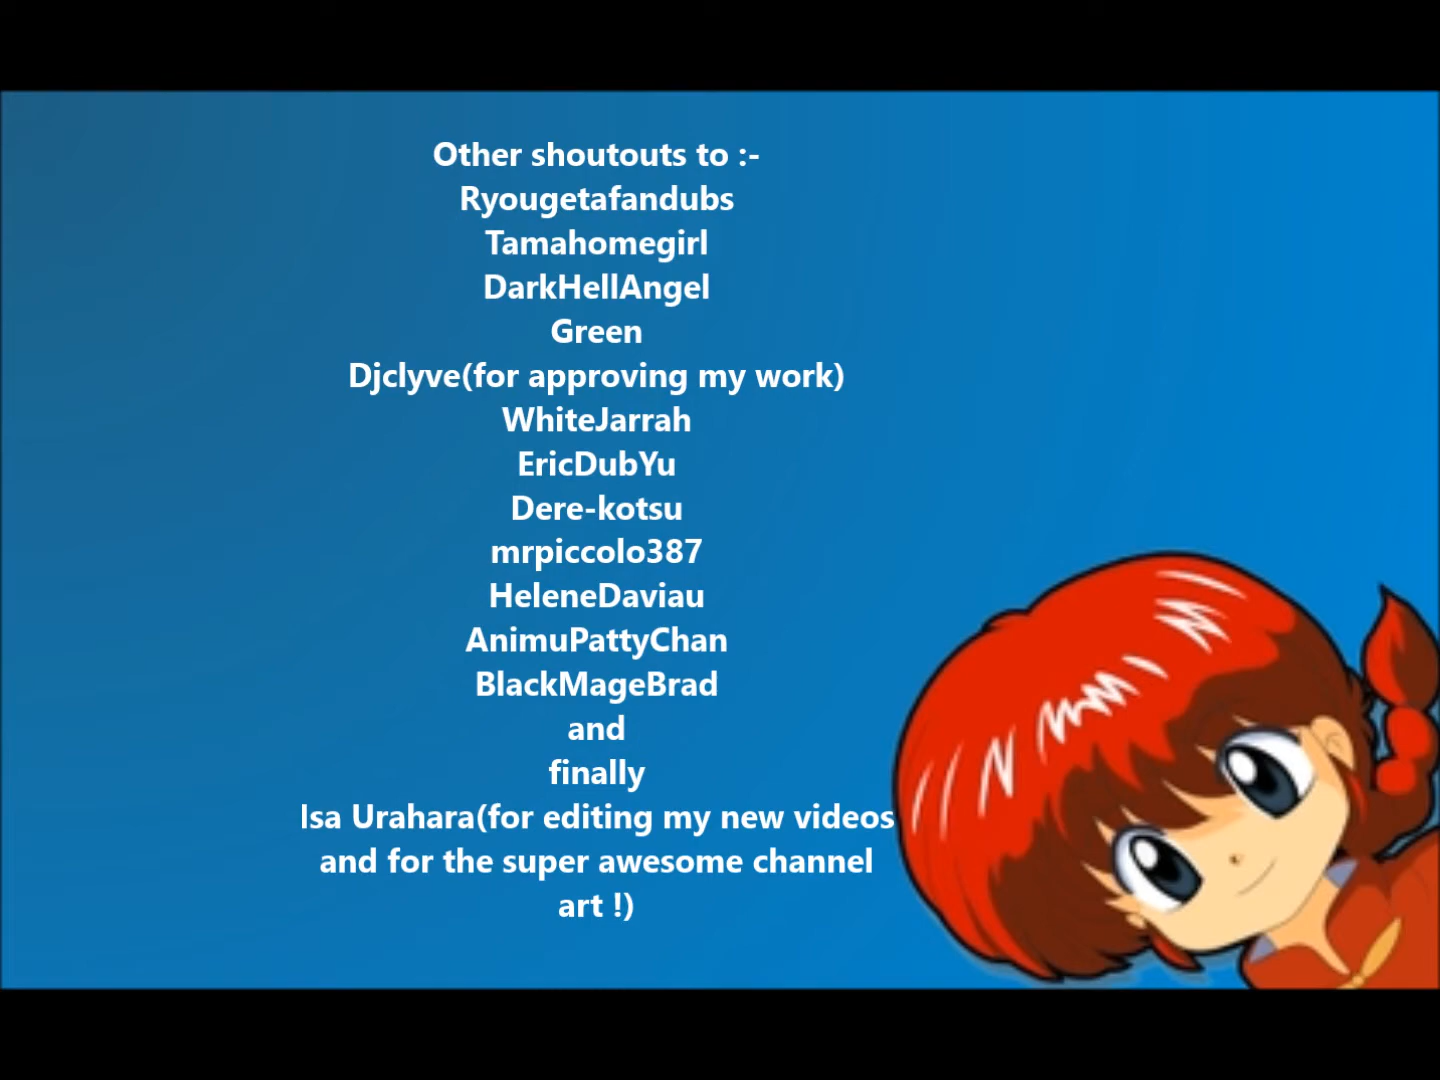 Other shoutouts to :-
Ryougetafandubs
Tamahomegirl
DarkHellAngel
Green
Djclyve(for approving my work)
WhiteJarrah
EricDubYu
Dere-kotsu
mrpiccolo387
HeleneDaviau
AnimuPattyChan
BlackMageBrad
and
finally
Isa Urahara(for editing my new videos
and for the super awesome channel
art !)